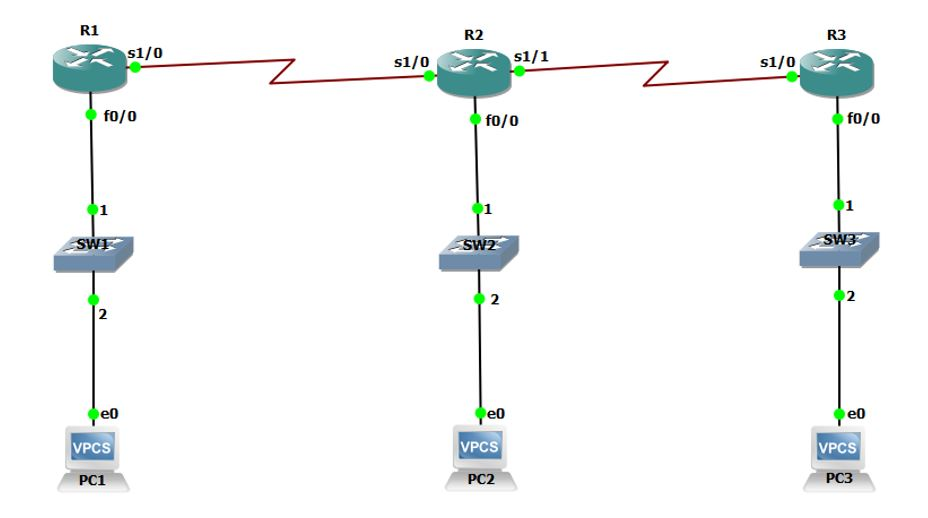 R1
R2
R3
s1/0
s1/0
s1/1
s1/0
f0/0
f0/0
f0/0
1
1
1
SW1
SW2
SW3
2
2
2
e0
e0
e0
VPCS
VPCS
VPCS
PC1
PC2
PC3